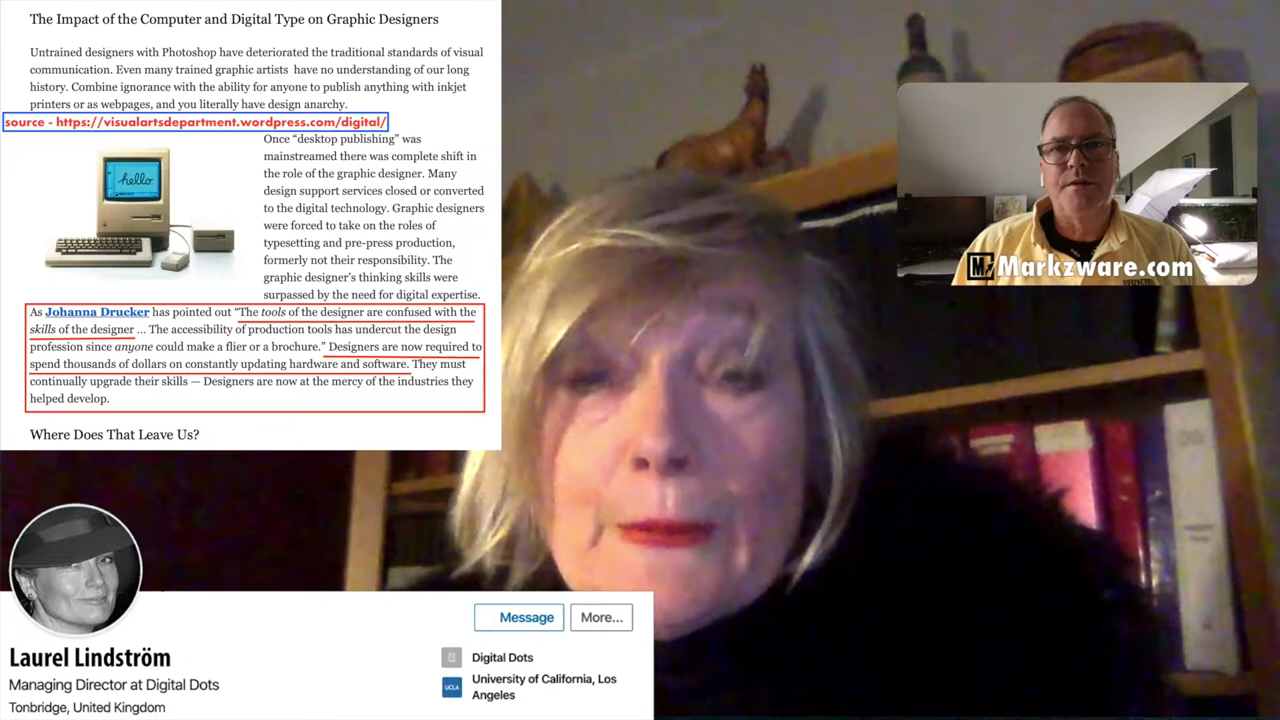 The Impact of the Computer and Digital Type on Graphic Designers
Untrained designers with Photoshop have deteriorated the traditional standards of visual
communication. Even many trained graphic artists have no understanding of our long
history. Combine ignorance with the ability for anyone to publish anything with inkjet
printers or as webpages, and you literally have design anarchy.
source - https://visualartsdepartment.wordpress.com/digital/
Once “desktop publishing” was
mainstreamed there was complete shift in
the role of the graphic designer. Many
design support services closed or converted
to the digital technology. Graphic designers
were forced to take on the roles of
typesetting and pre-press production,
formerly not their responsibility. The
graphic designer's thinking skills were
surpassed by the need for digital expertise.
hello
As Johanna Drucker has pointed out “The tools of the designer are confused with the
skills of the designer ... The accessibility of production tools has undercut the design
profession since anyone could make a flier or a brochure.” Designers are now required to
spend thousands of dollars on constantly updating hardware and software. They must
continually upgrade their skills — Designers are now at the mercy of the industries they
helped develop.
Where Does That Leave Us?
Markzware.com
Message
More...
Laurel Lindström
Managing Director at Digital Dots
Tonbridge, United Kingdom
Digital Dots
UCLA
University of California, Los
Angeles